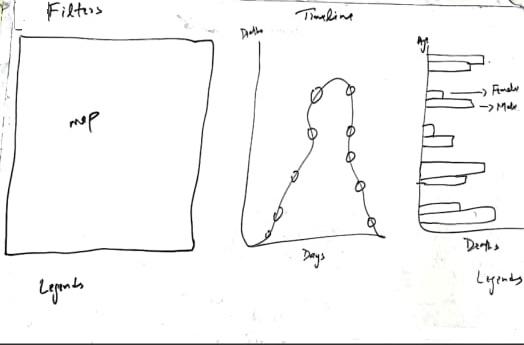 Filters
map
Legends
Timeline
Deaths
Days
Age
Female
Male
Deaths
Legends